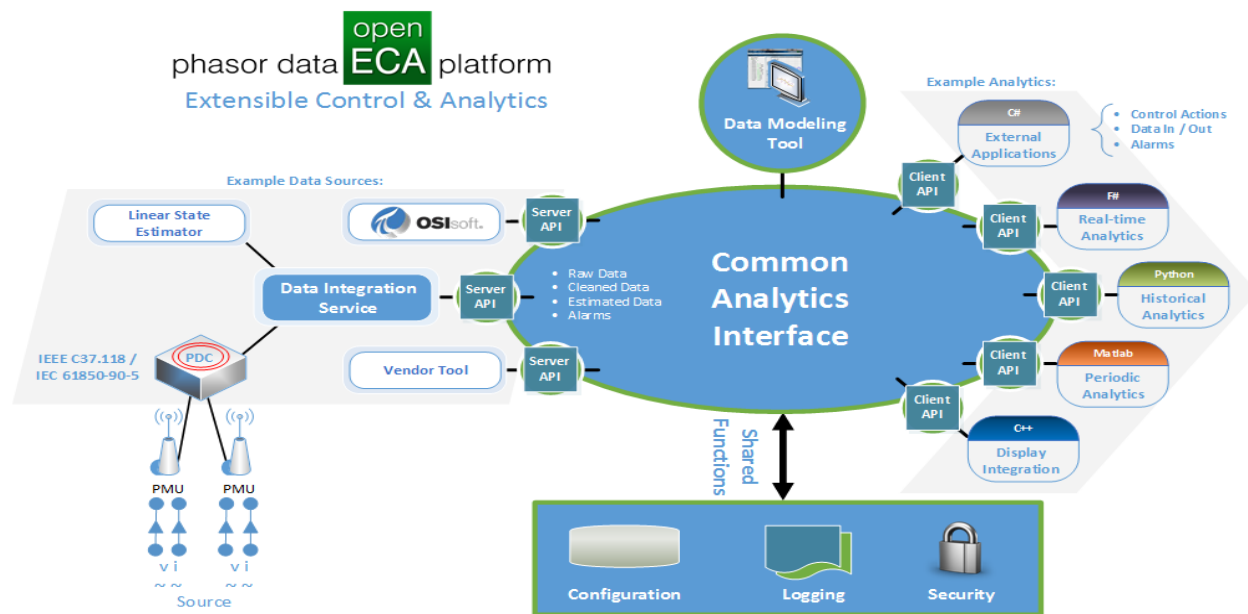 open
phasor data ECA platform
Extensible Control & Analytics
Data Modeling
Tool
Example Analytics:
C#
External
Applications
• Control Actions
• Data In / Out
• Alarms
Client
API
F#
Real-time
Analytics
Client
API
Python
Historical
Analytics
Client
API
Matlab
Periodic
Analytics
Client
API
C++
Display
Integration
Client
API
Example Data Sources:
Linear State
Estimator
OSIsoft.
Server
API
Data Integration
Service
Server
API
• Raw Data
• Cleaned Data
• Estimated Data
• Alarms
Common
Analytics
Interface
Vendor Tool
Server
API
IEEE C37.118 /
IEC 61850-90-5
PDC
PMU
PMU
v i
v i
~ ~
~ ~
Source
Shared
Functions
Configuration
Logging
Security